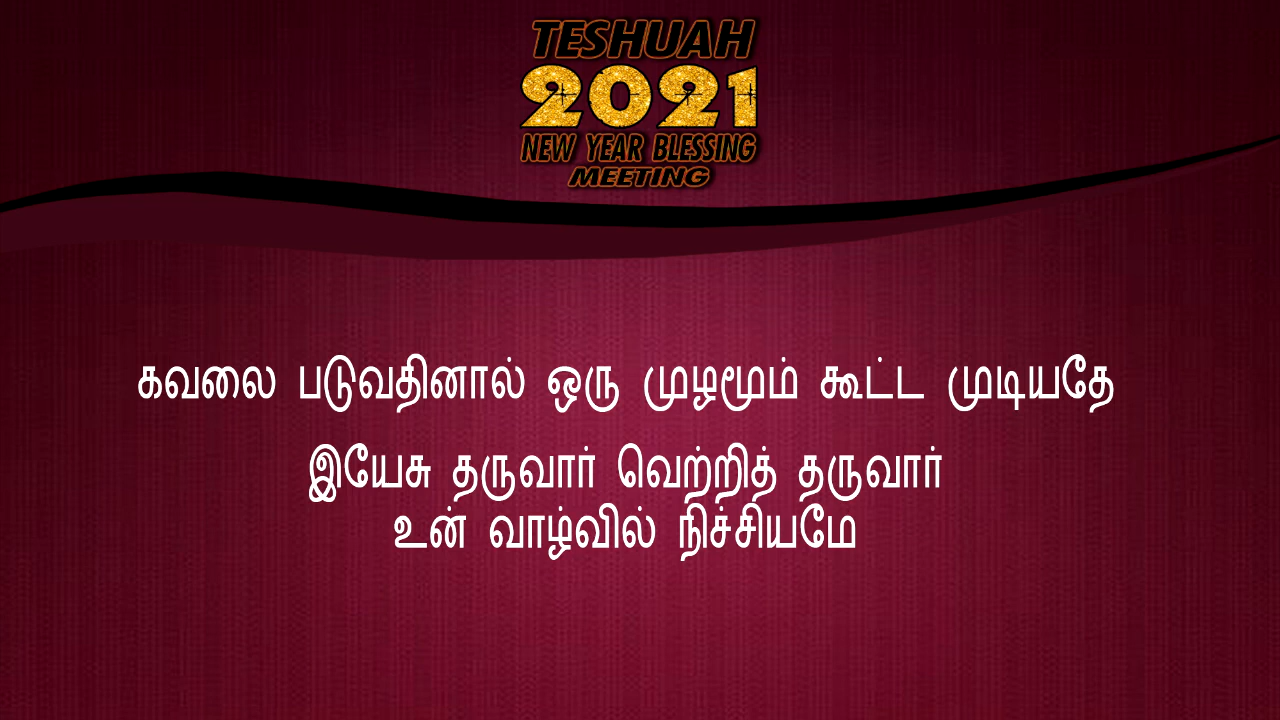 TESHUAH
2021
NEW YEAR BLESSING
MEETING
கவலை படுவதினால் ஒரு முழமூம் கூட்ட முடியதே
இயேசு தருவார் வெற்றித் தருவார்
உன் வாழ்வில் நிச்சியமே